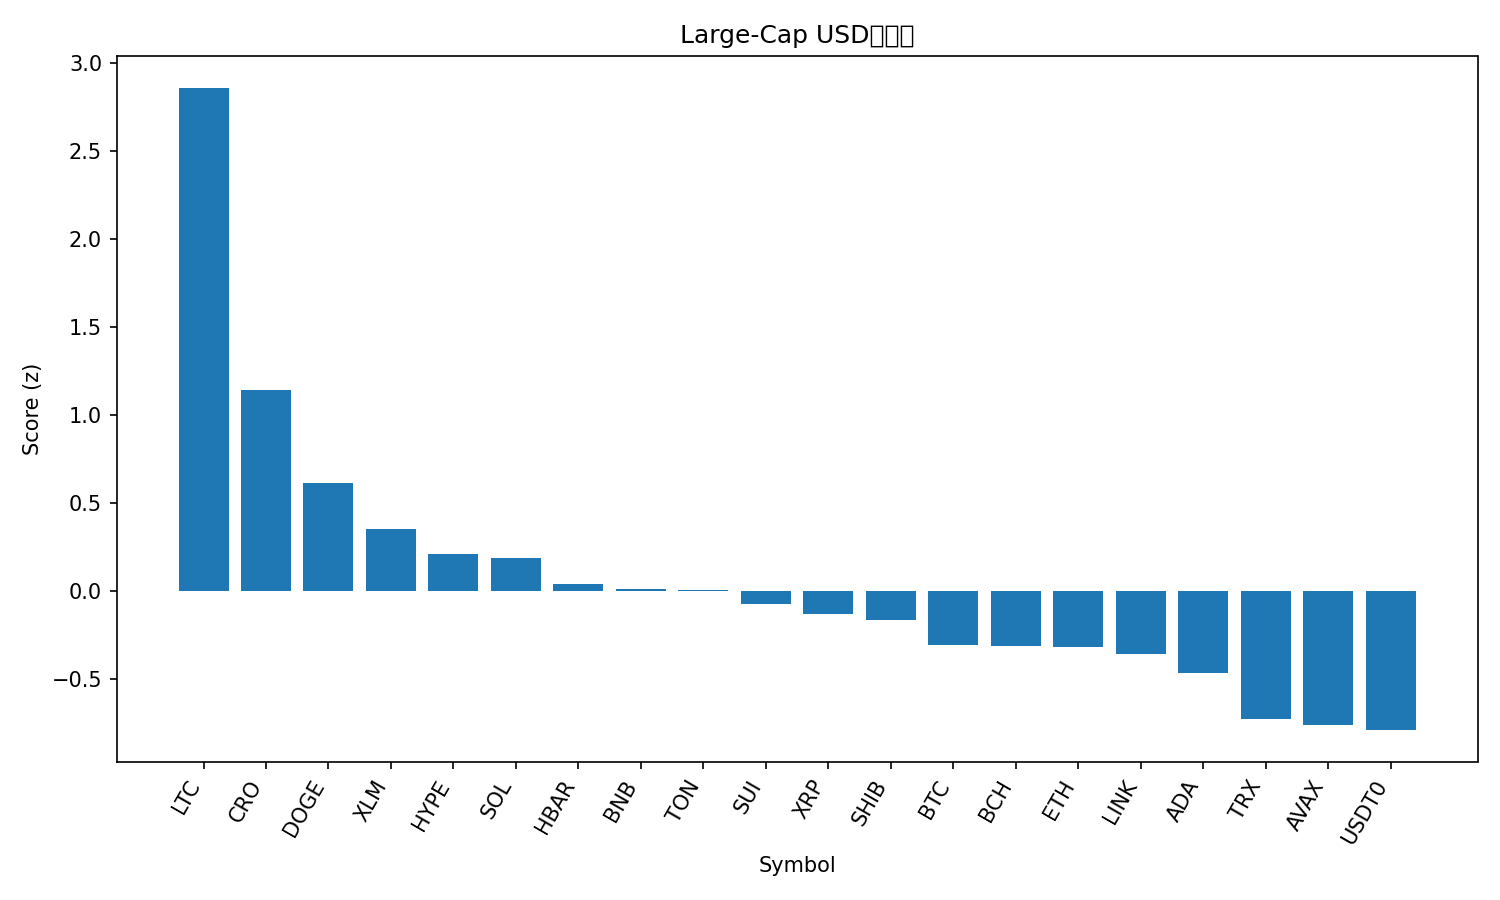 Large-Cap USD
3.0
2.5
2.0
1.5
1.0
0.5
0.0
−0.5
Score (z)
LTC
CRO
DOGE
XLM
HYPE
SOL
HBAR
BNB
TON
SUI
XRP
SHIB
BTC
BCH
ETH
LINK
ADA
TRX
AVAX
USDT0
Symbol